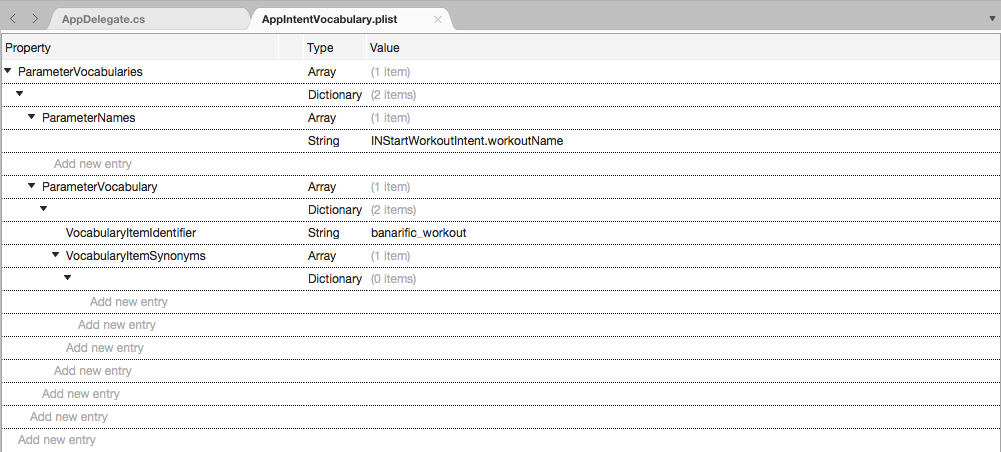 AppDelegate.cs AppIntentVocabulary.plist
Property Type Value
ParameterVocabularies Array (1 item)
Dictionary (2 items)
ParameterNames Array (1 item)
String INStartWorkoutIntent.workoutName
Add new entry
ParameterVocabulary Array (1 item)
Dictionary (2 items)
VocabularyItemIdentifier String banarific_workout
VocabularyItemSynonyms Array (1 item)
Dictionary (0 items)
Add new entry
Add new entry
Add new entry
Add new entry
Add new entry
Add new entry
Add new entry